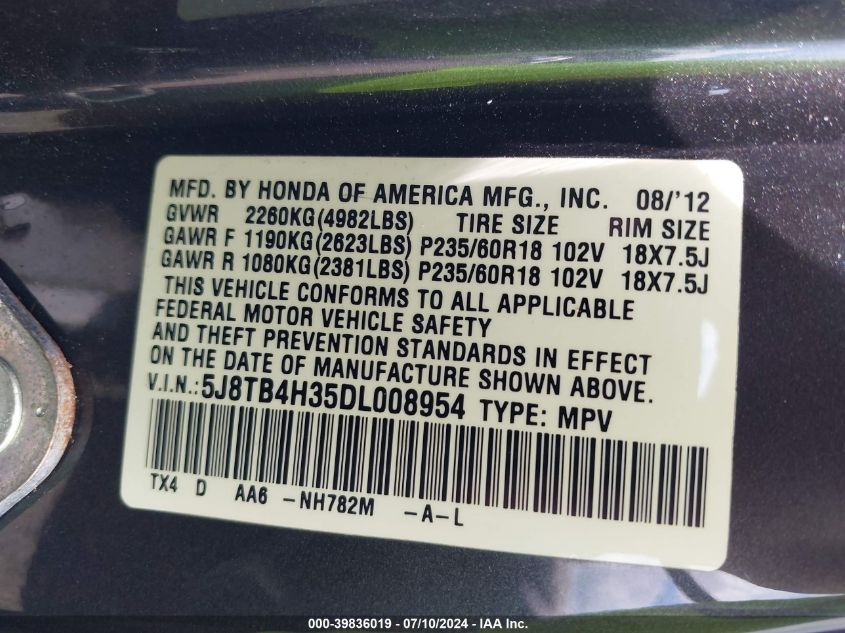 MFD. BY HONDA OF AMERICA MFG., INC. 08/'12
GVWR 2260KG(4982LBS) TIRE SIZE RIM SIZE
GAWR F 1190KG(2623LBS) P235/60R18 102V 18X7.5J
GAWR R 1080KG(2381LBS) P235/60R18 102V 18X7.5J
THIS VEHICLE CONFORMS TO ALL APPLICABLE
FEDERAL MOTOR VEHICLE SAFETY
AND THEFT PREVENTION STANDARDS IN EFFECT
ON THE DATE OF MANUFACTURE SHOWN ABOVE.
V.I.N.: 5J8TB4H35DL008954 TYPE: MPV
TX4 D AA6 -NH782M -A-L
000-39836019 - 07/10/2024 - IAA Inc.